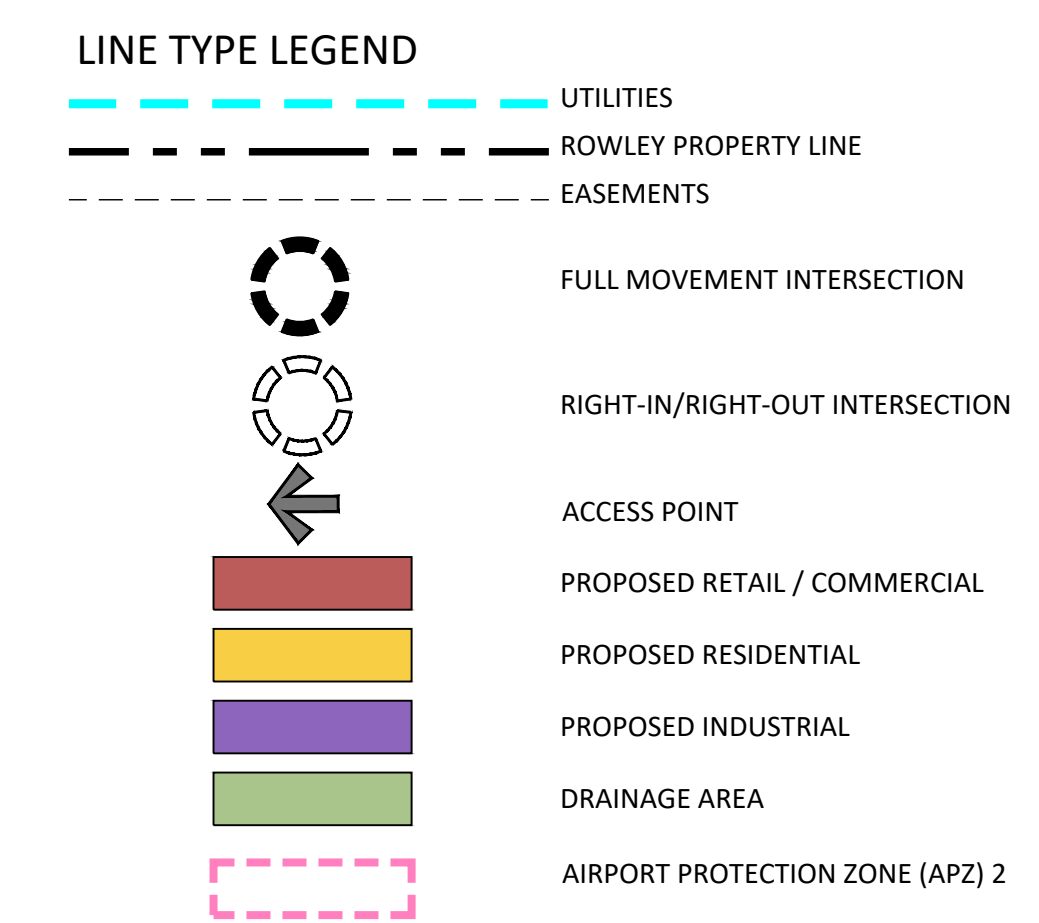 LINE TYPE LEGEND
UTILITIES
ROWLEY PROPERTY LINE
EASEMENTS
FULL MOVEMENT INTERSECTION
RIGHT-IN/RIGHT-OUT INTERSECTION
ACCESS POINT
PROPOSED RETAIL / COMMERCIAL
PROPOSED RESIDENTIAL
PROPOSED INDUSTRIAL
DRAINAGE AREA
AIRPORT PROTECTION ZONE (APZ) 2